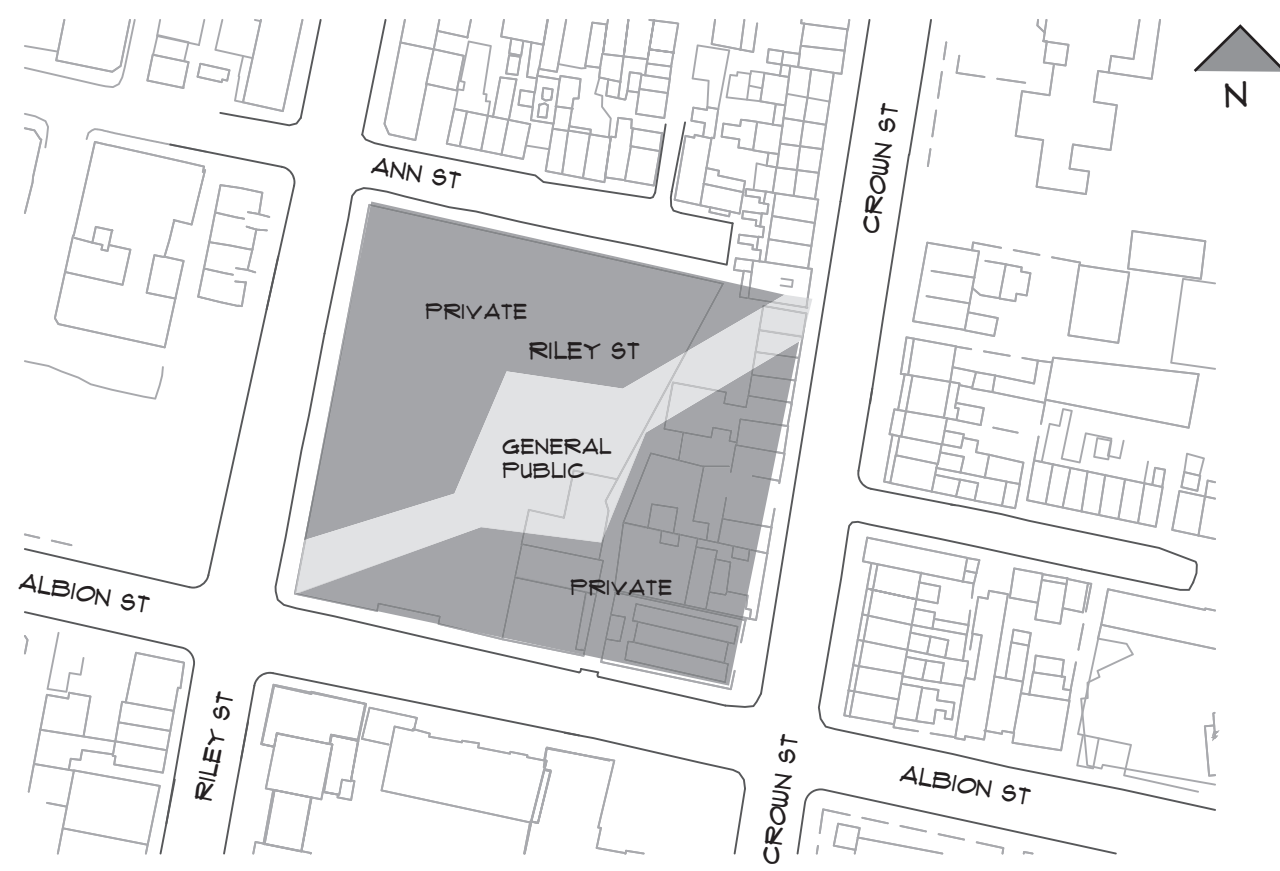 N
CROWN ST
ANN ST
PRIVATE
RILEY ST
GENERAL
PUBLIC
PRIVATE
ALBION ST
RILEY ST
CROWN ST
ALBION ST